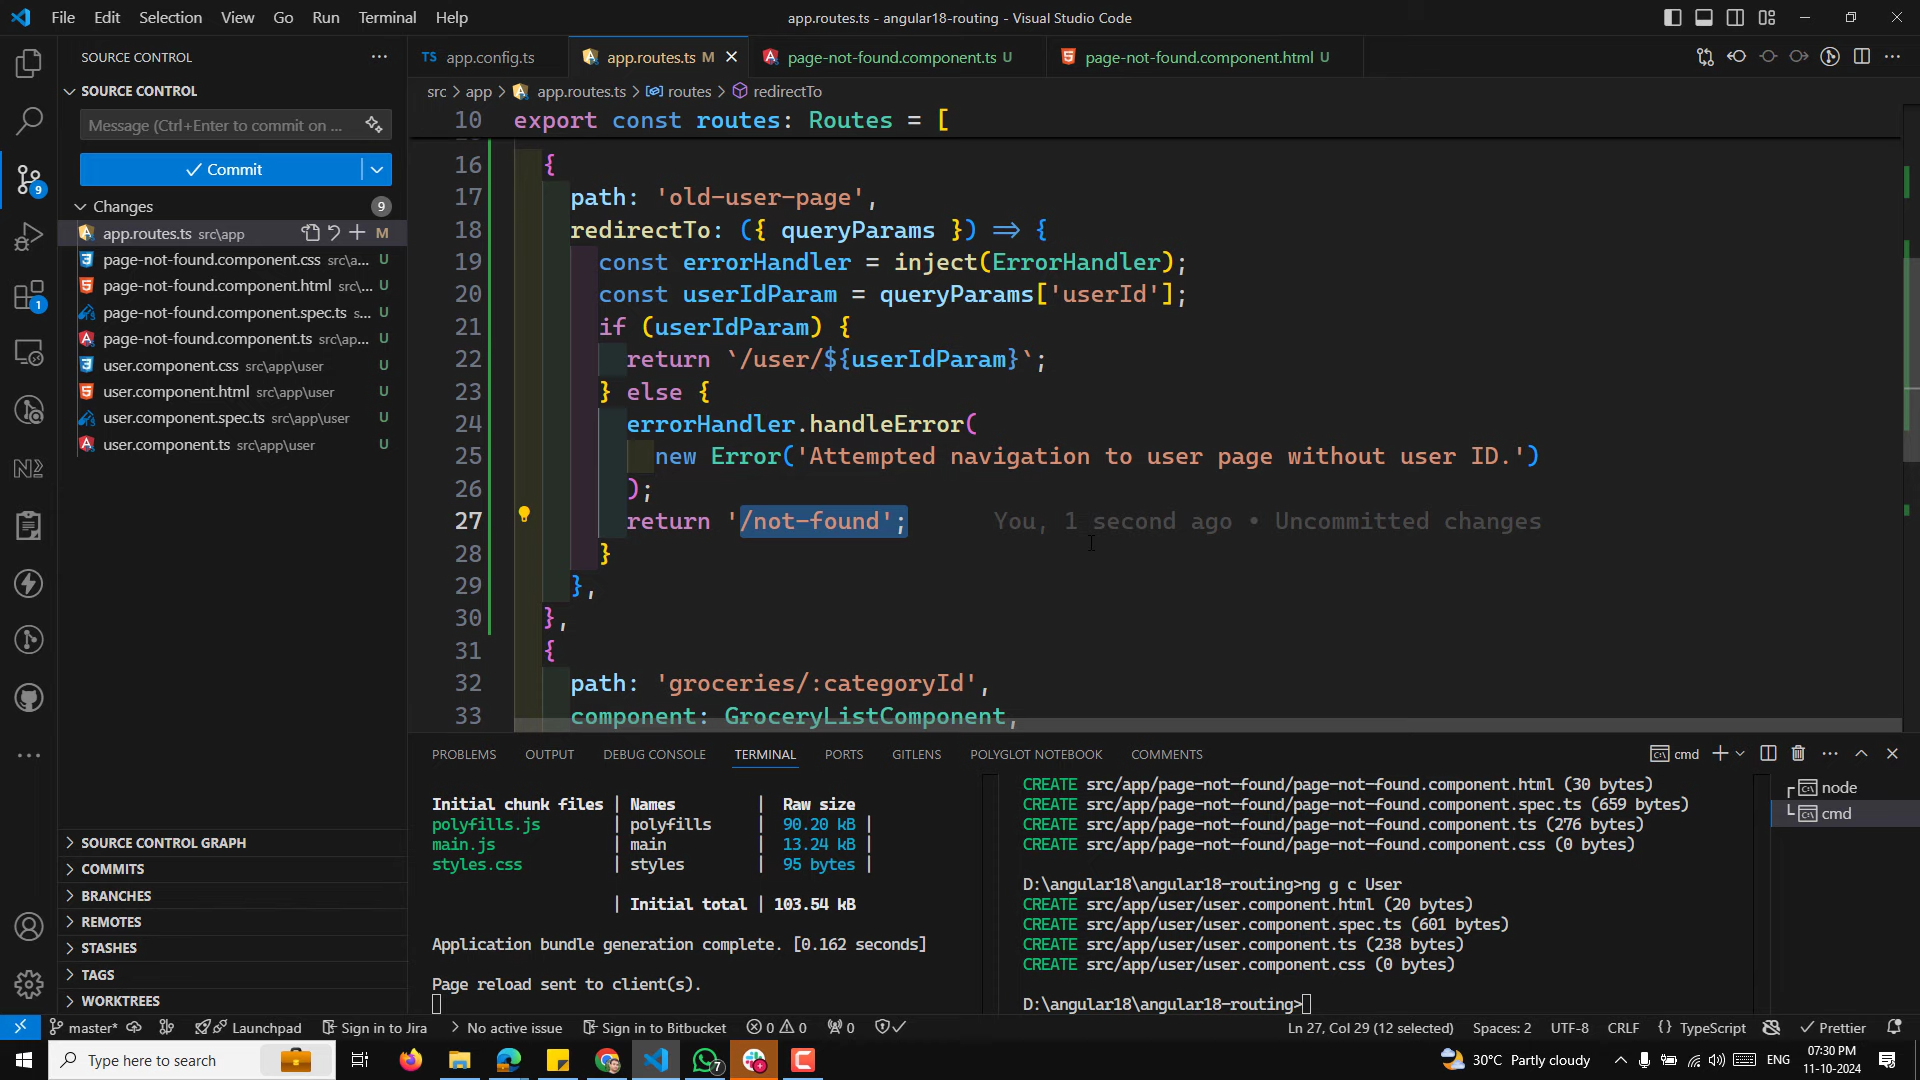 File Edit Selection View Go Run Terminal Help
app.routes.ts - angular18-routing - Visual Studio Code
SOURCE CONTROL
SOURCE CONTROL
Message (Ctrl+Enter to commit on ...
Commit
Changes 9
app.routes.ts src\app M
page-not-found.component.css src\a... U
page-not-found.component.html src\... U
page-not-found.component.spec.ts s... U
page-not-found.component.ts src\ap... U
user.component.css src\app\user U
user.component.html src\app\user U
user.component.spec.ts src\app\user U
user.component.ts src\app\user U
SOURCE CONTROL GRAPH
COMMITS
BRANCHES
REMOTES
STASHES
TAGS
WORKTREES
9
1
TS app.config.ts
app.routes.ts M
page-not-found.component.ts U
page-not-found.component.html U
src > app > app.routes.ts > routes > redirectTo
10 export const routes: Routes = [
16 {
17 path: 'old-user-page',
18 redirectTo: ({ queryParams }) => {
19 const errorHandler = inject(ErrorHandler);
20 const userIdParam = queryParams['userId'];
21 if (userIdParam) {
22 return `/user/${userIdParam}`;
23 } else {
24 errorHandler.handleError(
25 new Error('Attempted navigation to user page without user ID.')
26 );
27 return '/not-found'; You, 1 second ago • Uncommitted changes
28 }
29 },
30 },
31 {
32 path: 'groceries/:categoryId',
33 component: GroceryListComponent,
PROBLEMS OUTPUT DEBUG CONSOLE TERMINAL PORTS GITLENS POLYGLOT NOTEBOOK COMMENTS
cmd
Initial chunk files | Names | Raw size
polyfills.js | polyfills | 90.20 kB |
main.js | main | 13.24 kB |
styles.css | styles | 95 bytes |
| Initial total | 103.54 kB
Application bundle generation complete. [0.162 seconds]
Page reload sent to client(s).
CREATE src/app/page-not-found/page-not-found.component.html (30 bytes)
CREATE src/app/page-not-found/page-not-found.component.spec.ts (659 bytes)
CREATE src/app/page-not-found/page-not-found.component.ts (276 bytes)
CREATE src/app/page-not-found/page-not-found.component.css (0 bytes)
D:\angular18\angular18-routing>ng g c User
CREATE src/app/user/user.component.html (20 bytes)
CREATE src/app/user/user.component.spec.ts (601 bytes)
CREATE src/app/user/user.component.ts (238 bytes)
CREATE src/app/user/user.component.css (0 bytes)
D:\angular18\angular18-routing>
node
cmd
master* Launchpad Sign in to Jira No active issue Sign in to Bitbucket 0 0 0 Ln 27, Col 29 (12 selected) Spaces: 2 UTF-8 CRLF {} TypeScript Prettier
Type here to search
7
30°C Partly cloudy
ENG
07:30 PM
11-10-2024